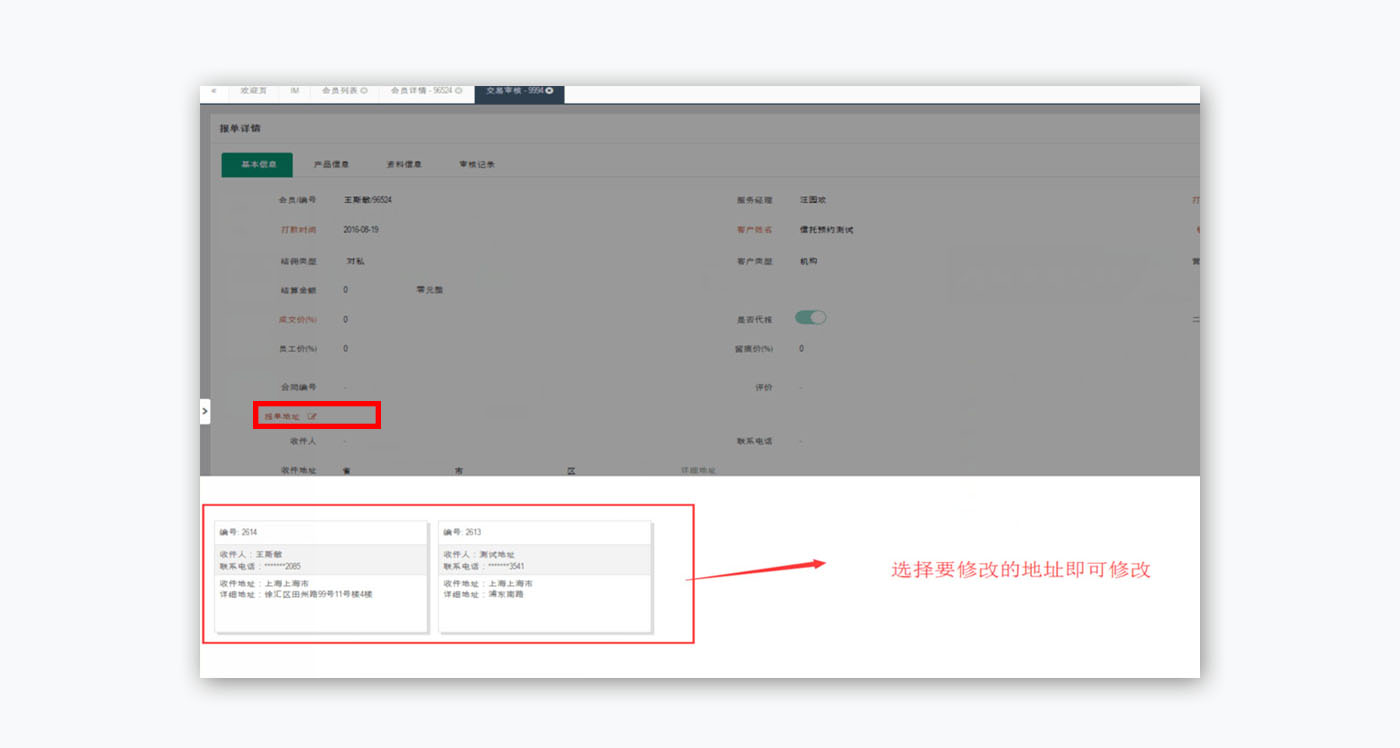 « 欢迎页 IM 会员列表 会员详情 - 96524 交易审核 - 9994
报单详情
基本信息 产品信息 资料信息 审核记录
会员/编号 王斯敏/96524 服务经理 汪国欢 打
打款时间 2016-08-19 客户姓名 信托预约测试
结佣类型 对私 客户类型 机构
结算金额 0 零元整
成交价(%) 0 是否代报 二
员工价(%) 0 留痕价(%) 0
合同编号 - 评价 -
报单地址
收件人 - 联系电话 -
收件地址 省 市 区 详细地址
编号: 2614
收件人：王斯敏
联系电话：*******2085
收件地址：上海上海市
详细地址：徐汇区田州路99号11号楼4楼
编号: 2613
收件人：测试地址
联系电话：*******3541
收件地址：上海上海市
详细地址：浦东南路
选择要修改的地址即可修改